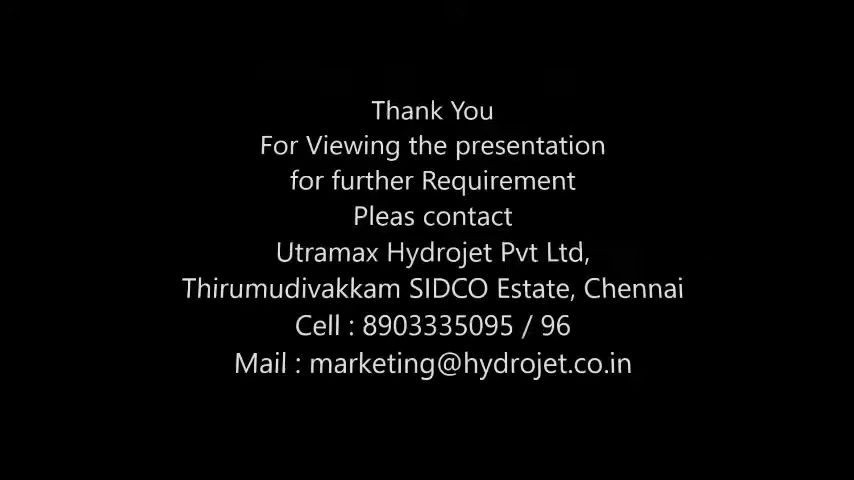 Thank You
For Viewing the presentation
for further Requirement
Pleas contact
Utramax Hydrojet Pvt Ltd,
Thirumudivakkam SIDCO Estate, Chennai
Cell : 8903335095 / 96
Mail : marketing@hydrojet.co.in